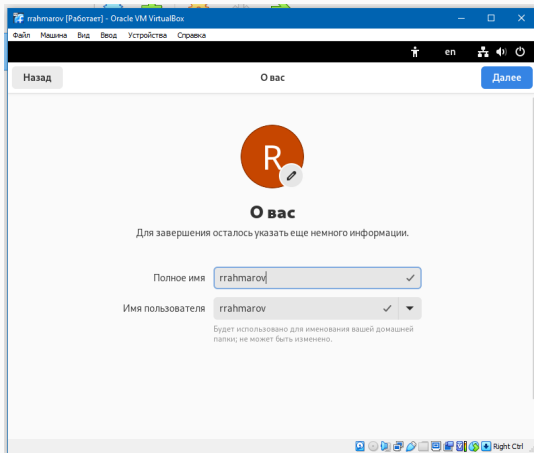 rrahmarov [Работает] - Oracle VM VirtualBox
Файл Машина Вид Ввод Устройства Справка
en
Назад О вас Далее
R
О вас
Для завершения осталось указать еще немного информации.
Полное имя rrahmarov
Имя пользователя rrahmarov
Будет использовано для именования вашей домашней
папки; не может быть изменено.
Right Ctrl